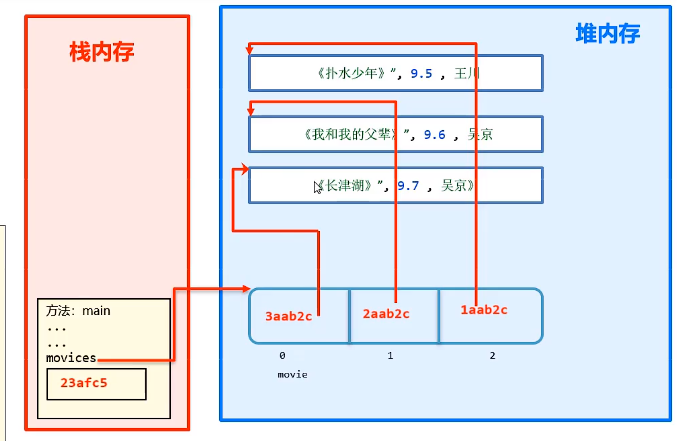 栈内存
堆内存
《扑水少年》”, 9.5 , 王川
《我和我的父辈》”, 9.6 , 吴京
《长津湖》”, 9.7 , 吴京》
方法：main
...
...
movices
23afc5
3aab2c
2aab2c
1aab2c
0
1
2
movie